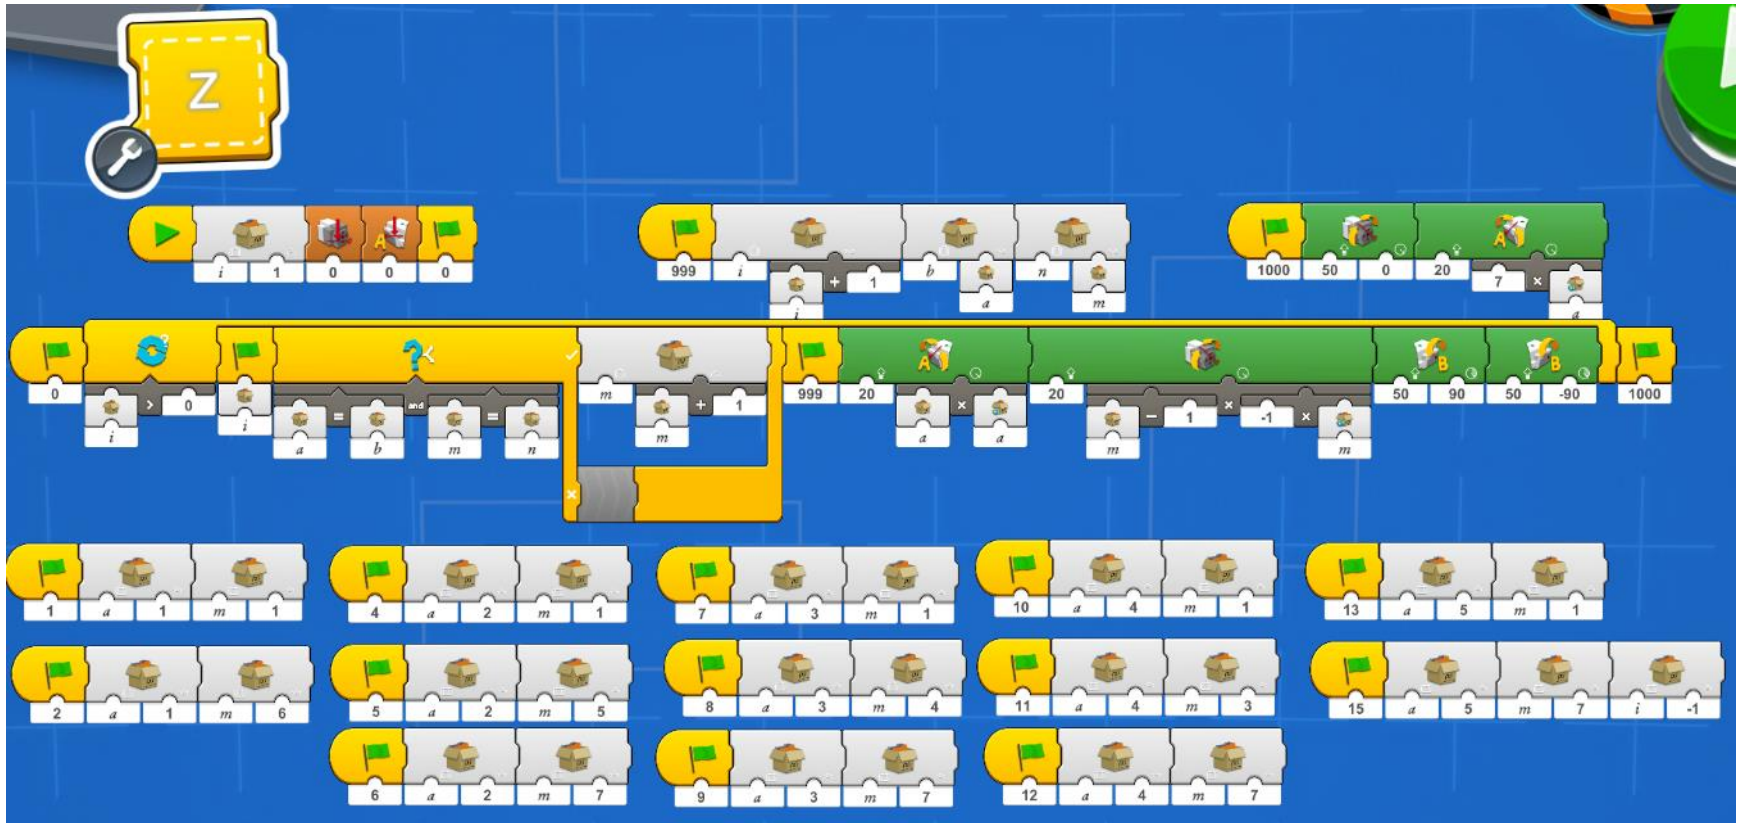 Z
i 1 0 0 0
999 i i + 1 b a n m
1000 50 0 20 7 × a
A
A
0 i > 0 i a = b and m = n m m + 1 999 20 a × a 20 m - 1 × -1 × m 50 90 50 -90 1000
A B B
1 a 1 m 1
4 a 2 m 1
7 a 3 m 1
10 a 4 m 1
13 a 5 m 1
2 a 1 m 6
5 a 2 m 5
8 a 3 m 4
11 a 4 m 3
15 a 5 m 7 i -1
6 a 2 m 7
9 a 3 m 7
12 a 4 m 7